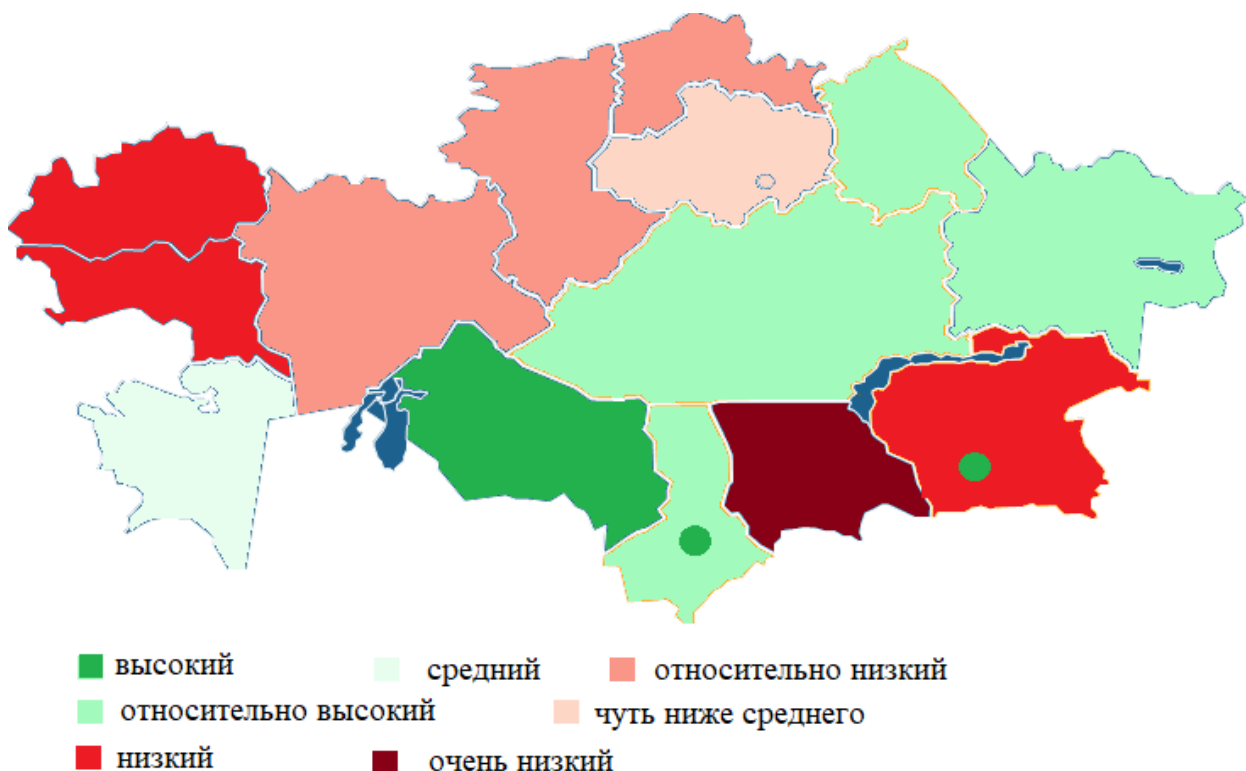 высокий средний относительно низкий
относительно высокий чуть ниже среднего
низкий очень низкий